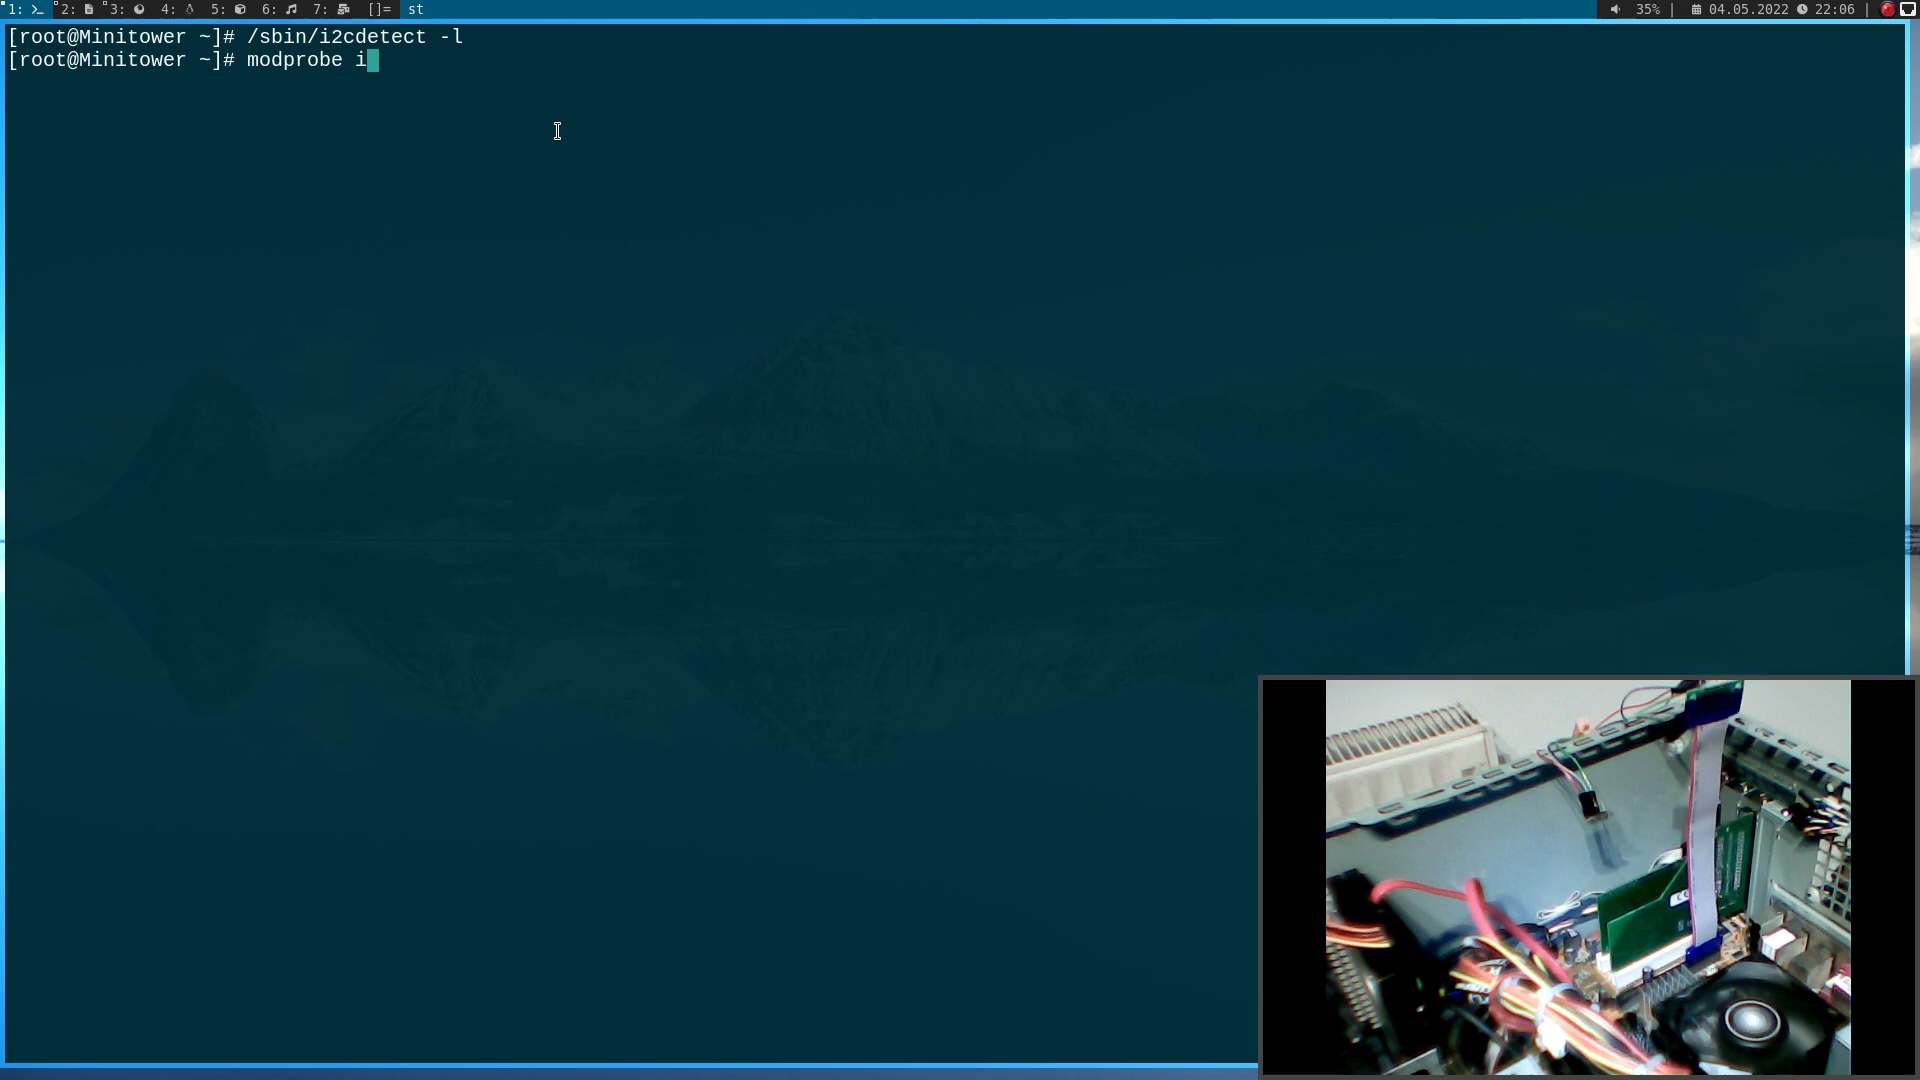 1: 2: 3: 4: 5: 6: 7: []= st 35% | 04.05.2022 22:06 |
[root@Minitower ~]# /sbin/i2cdetect -l
[root@Minitower ~]# modprobe i